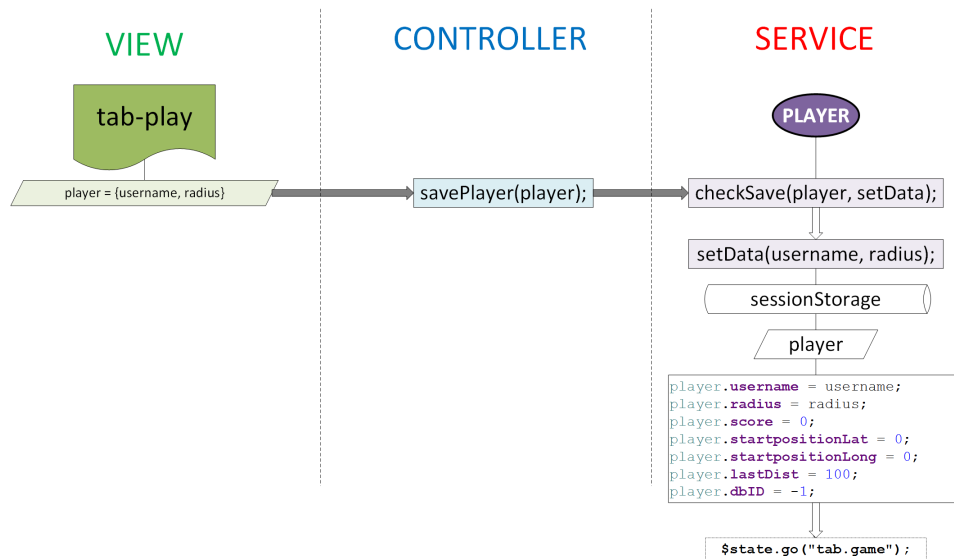 VIEW
CONTROLLER
SERVICE
tab-play
PLAYER
player = {username, radius}
savePlayer(player);
checkSave(player, setData);
setData(username, radius);
sessionStorage
player
player.username = username;
player.radius = radius;
player.score = 0;
player.startpositionLat = 0;
player.startpositionLong = 0;
player.lastDist = 100;
player.dbID = -1;
$state.go("tab.game");